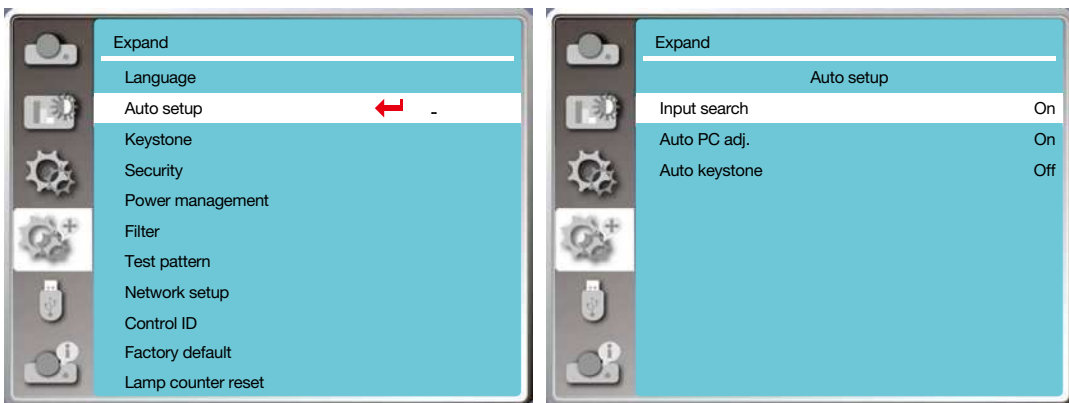 Expand
Language
Auto setup -
Keystone
Security
Power management
Filter
Test pattern
Network setup
Control ID
Factory default
Lamp counter reset
Expand
Auto setup
Input search On
Auto PC adj. On
Auto keystone Off